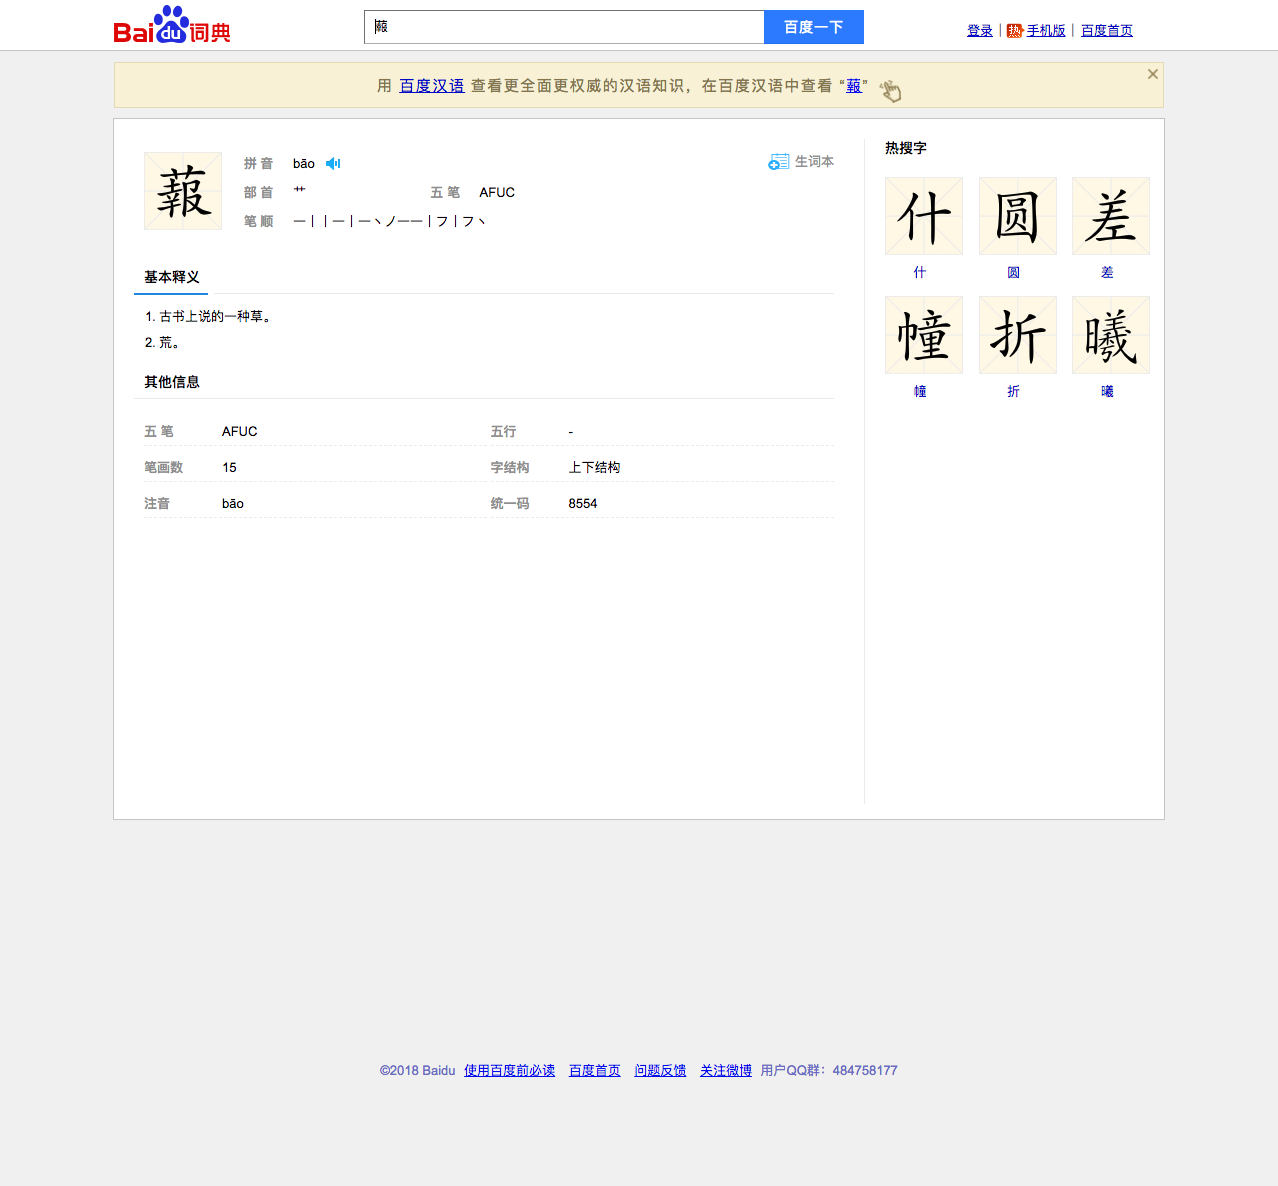 Bai du 词典
蕔
百度一下
登录 | 热 手机版 | 百度首页
用 百度汉语 查看更全面更权威的汉语知识，在百度汉语中查看 “蕔”
蕔
拼 音 bāo
生词本
部 首 艹 五 笔 AFUC
笔 顺 一丨丨一丨一丶ノ一一丨フ丨フ丶
基本释义
1. 古书上说的一种草。
2. 荒。
其他信息
五 笔 AFUC 五行 -
笔画数 15 字结构 上下结构
注音 bāo 统一码 8554
热搜字
什 圆 差
什 圆 差
幢 折 曦
幢 折 曦
©2018 Baidu 使用百度前必读 百度首页 问题反馈 关注微博 用户QQ群：484758177